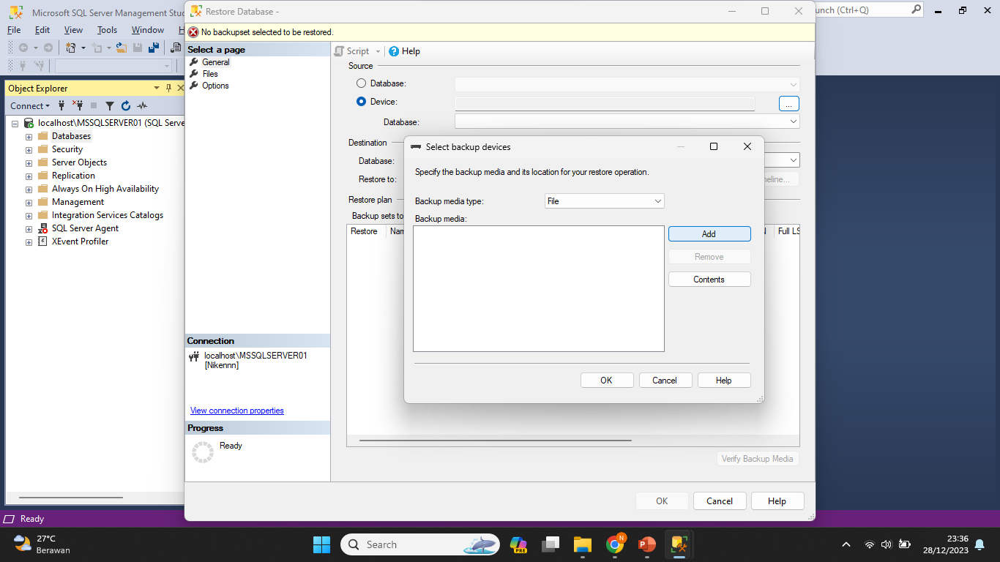 Microsoft SQL Server Management Stu
Restore Database -
unch (Ctrl+Q)
File Edit View Tools Window H
No backupset selected to be restored.
Select a page
General
Files
Options
Script
Help
Source
Database:
Device:
...
Database:
Destination
Database:
Restore to:
meline...
Restore plan
Backup sets to
Restore Nam Full LS
Object Explorer
Connect
localhost\MSSQLSERVER01 (SQL Serve
Databases
Security
Server Objects
Replication
Always On High Availability
Management
Integration Services Catalogs
SQL Server Agent
XEvent Profiler
Select backup devices
Specify the backup media and its location for your restore operation.
Backup media type:
File
Backup media:
Add
Remove
Contents
OK
Cancel
Help
Connection
localhost\MSSQLSERVER01
[Nikennn]
View connection properties
Progress
Ready
Verify Backup Media
OK
Cancel
Help
Ready
27°C
Berawan
Search
PRE
N
23:36
28/12/2023